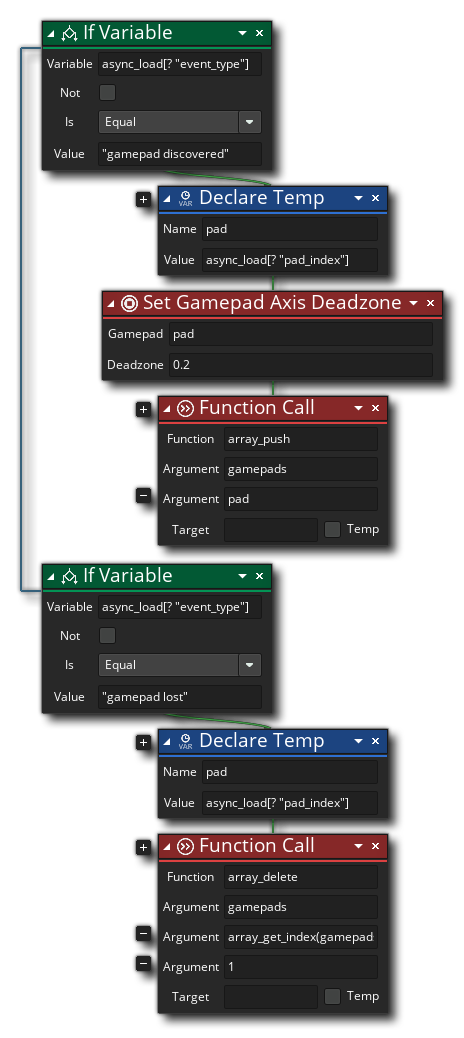 If Variable
Variable async_load[? "event_type"]
Not
Is Equal
Value "gamepad discovered"
VAR Declare Temp
Name pad
Value async_load[? "pad_index"]
Set Gamepad Axis Deadzone
Gamepad pad
Deadzone 0.2
Function Call
Function array_push
Argument gamepads
Argument pad
Target Temp
If Variable
Variable async_load[? "event_type"]
Not
Is Equal
Value "gamepad lost"
VAR Declare Temp
Name pad
Value async_load[? "pad_index"]
Function Call
Function array_delete
Argument gamepads
Argument array_get_index(gamepad
Argument 1
Target Temp